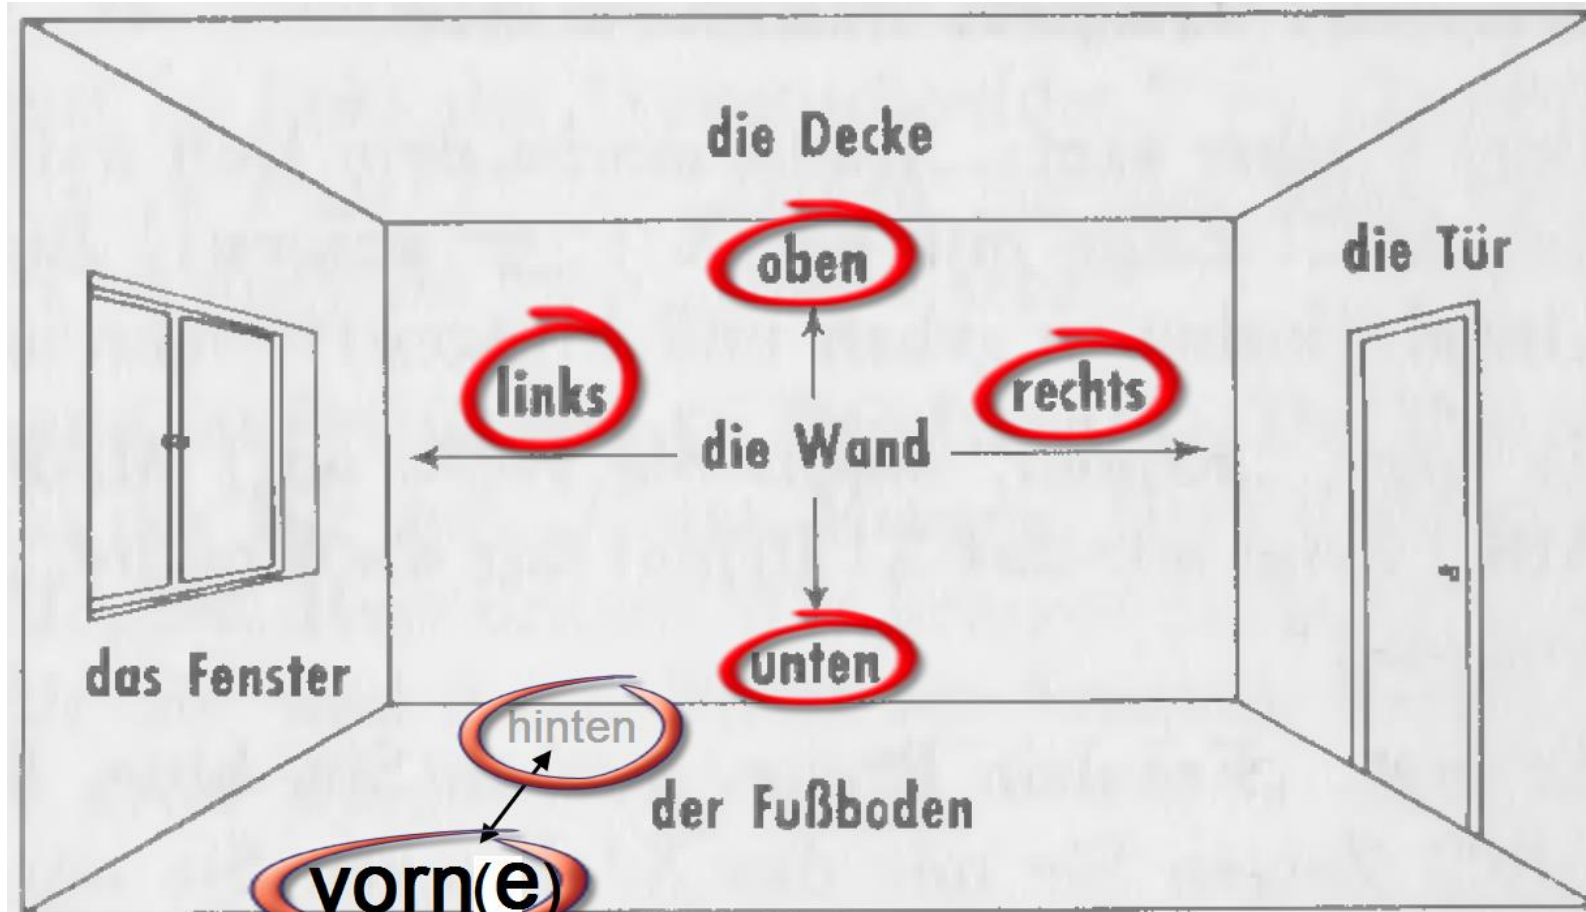 die Decke
oben
die Tür
links
rechts
die Wand
unten
das Fenster
hinten
der Fußboden
vorn(e)